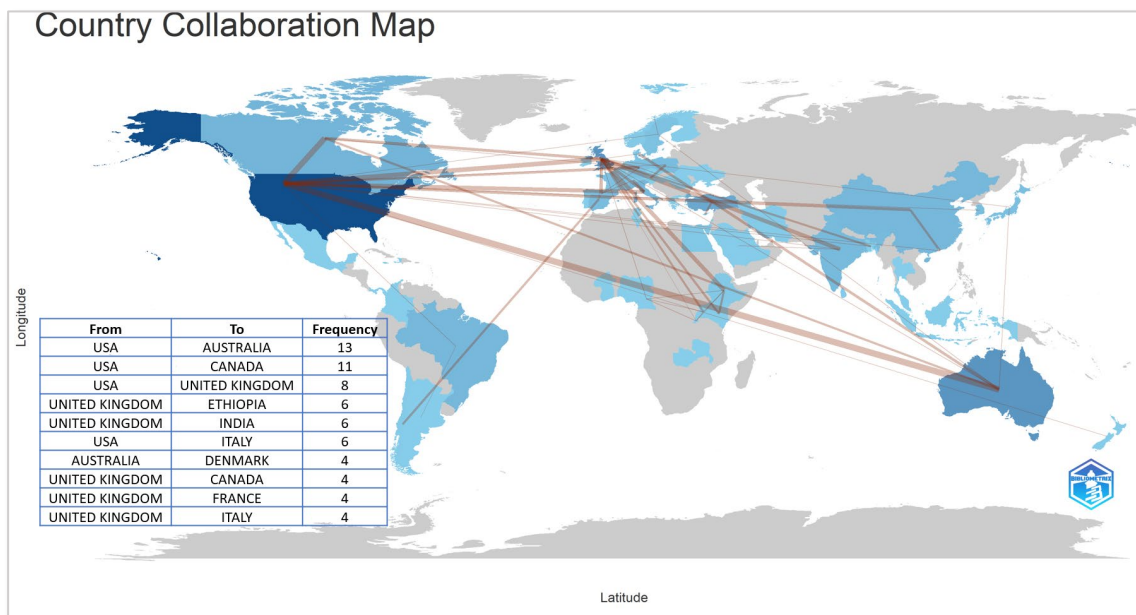 Country Collaboration Map
Longitude
From To Frequency
USA AUSTRALIA 13
USA CANADA 11
USA UNITED KINGDOM 8
UNITED KINGDOM ETHIOPIA 6
UNITED KINGDOM INDIA 6
USA ITALY 6
AUSTRALIA DENMARK 4
UNITED KINGDOM CANADA 4
UNITED KINGDOM FRANCE 4
UNITED KINGDOM ITALY 4
BIBLIOMETRIX
Latitude